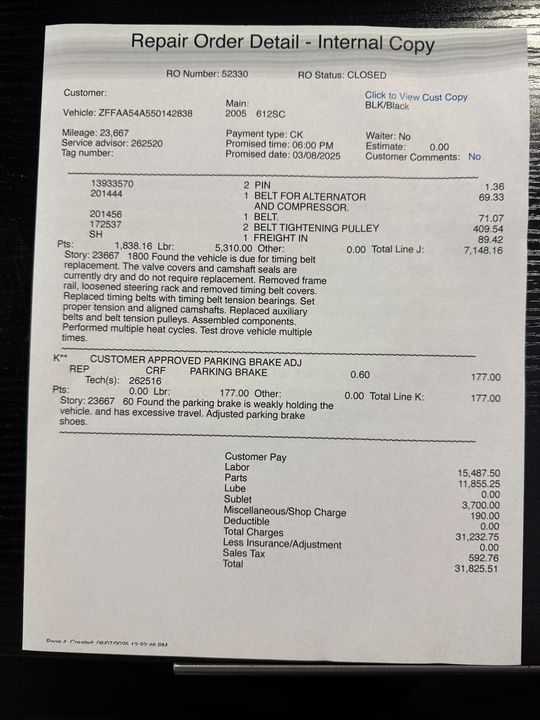 Repair Order Detail - Internal Copy
RO Number: 52330 RO Status: CLOSED
Customer: Click to View Cust Copy
Main: BLK/Black
Vehicle: ZFFAA54A550142838 2005 612SC
Mileage: 23,667 Payment type: CK Waiter: No
Service advisor: 262520 Promised time: 06:00 PM Estimate: 0.00
Tag number: Promised date: 03/08/2025 Customer Comments: No
13933570 2 PIN 1.36
201444 1 BELT FOR ALTERNATOR 69.33
AND COMPRESSOR.
201456 1 BELT. 71.07
172537 2 BELT TIGHTENING PULLEY 409.54
SH 1 FREIGHT IN 89.42
Pts: 1,838.16 Lbr: 5,310.00 Other: 0.00 Total Line J: 7,148.16
Story: 23667 1800 Found the vehicle is due for timing belt
replacement. The valve covers and camshaft seals are
currently dry and do not require replacement. Removed frame
rail, loosened steering rack and removed timing belt covers.
Replaced timing belts with timing belt tension bearings. Set
proper tension and aligned camshafts. Replaced auxiliary
belts and belt tension pulleys. Assembled components.
Performed multiple heat cycles. Test drove vehicle multiple
times.
K** CUSTOMER APPROVED PARKING BRAKE ADJ
REP CRF PARKING BRAKE 0.60 177.00
Tech(s): 262516
Pts: 0.00 Lbr: 177.00 Other: 0.00 Total Line K: 177.00
Story: 23667 60 Found the parking brake is weakly holding the
vehicle. and has excessive travel. Adjusted parking brake
shoes.
Customer Pay
Labor 15,487.50
Parts 11,855.25
Lube 0.00
Sublet 3,700.00
Miscellaneous/Shop Charge 190.00
Deductible 0.00
Total Charges 31,232.75
Less Insurance/Adjustment 0.00
Sales Tax 592.76
Total 31,825.51